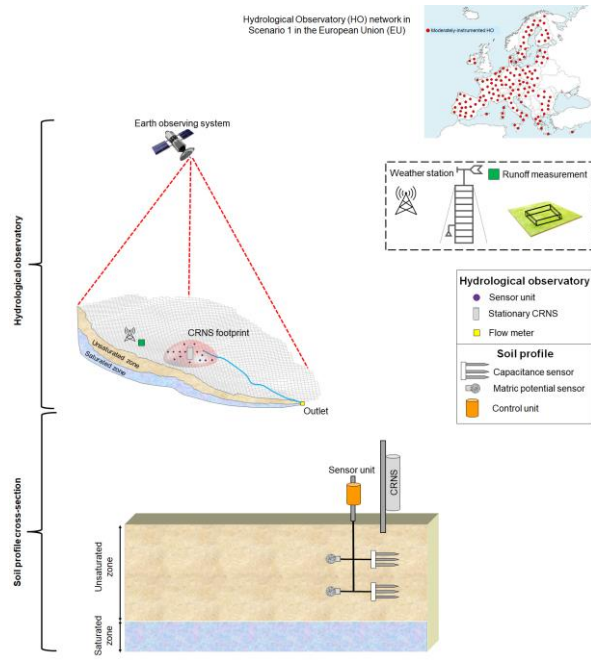 Hydrological Observatory (HO) network in
Scenario 1 in the European Union (EU)
Moderately-instrumented HO
Earth observing system
Weather station
Runoff measurement
Hydrological observatory
CRNS footprint
Unsaturated zone
Saturated zone
Outlet
Hydrological observatory
Sensor unit
Stationary CRNS
Flow meter
Soil profile
Capacitance sensor
Matric potential sensor
Control unit
Soil profile cross-section
Sensor unit
CRNS
Unsaturated
zone
Saturated
zone